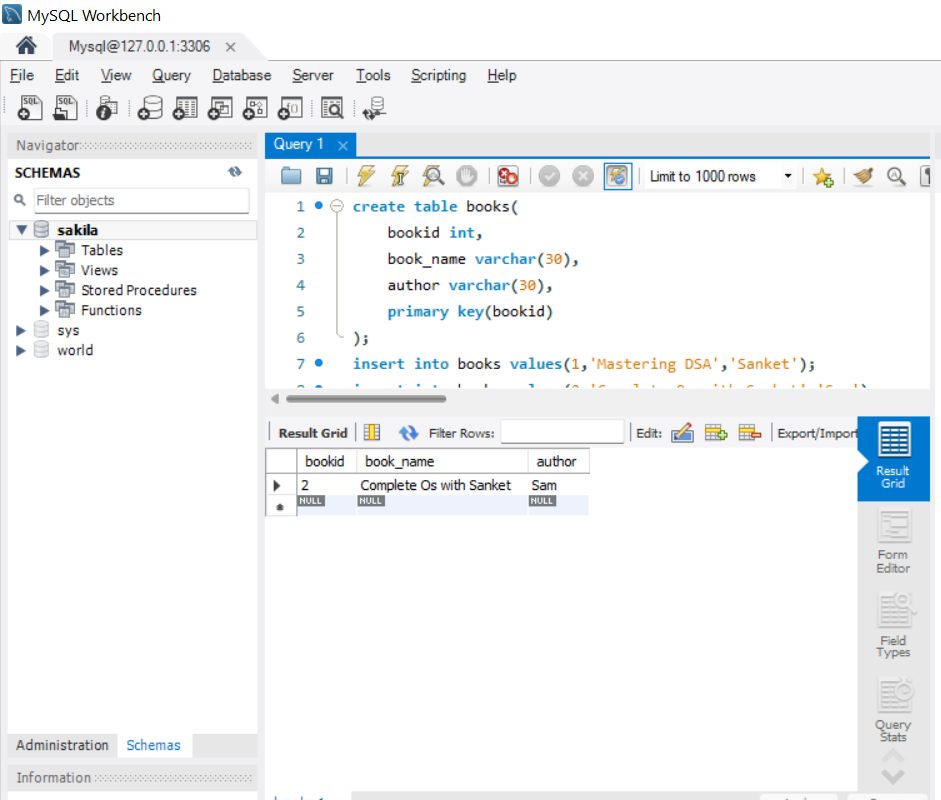 MySQL Workbench
Mysql@127.0.0.1:3306
File Edit View Query Database Server Tools Scripting Help
Navigator
SCHEMAS
Filter objects
sakila
Tables
Views
Stored Procedures
Functions
sys
world
Administration Schemas
Information
Query 1
Limit to 1000 rows
1 create table books(
2 bookid int,
3 book_name varchar(30),
4 author varchar(30),
5 primary key(bookid)
6 );
7 insert into books values(1,'Mastering DSA','Sanket');
Result Grid Filter Rows: Edit: Export/Import
bookid book_name author
2 Complete Os with Sanket Sam
NULL NULL NULL
Result
Grid
Form
Editor
Field
Types
Query
Stats